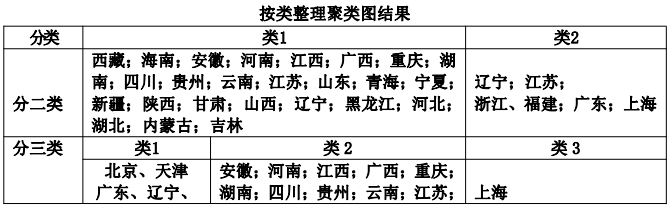 按类整理聚类图结果
分类 类1 类2
分二类
西藏；海南；安徽；河南；江西；广西；重庆；湖
南；四川；贵州；云南；江苏；山东；青海；宁夏；
新疆；陕西；甘肃；山西；辽宁；黑龙江；河北；
湖北；内蒙古；吉林
辽宁；江苏；
浙江、福建；广东；上海
分三类 类1 类 2 类 3
北京、天津
广东、辽宁、
安徽；河南；江西；广西；重庆；
湖南；四川；贵州；云南；江苏；
上海